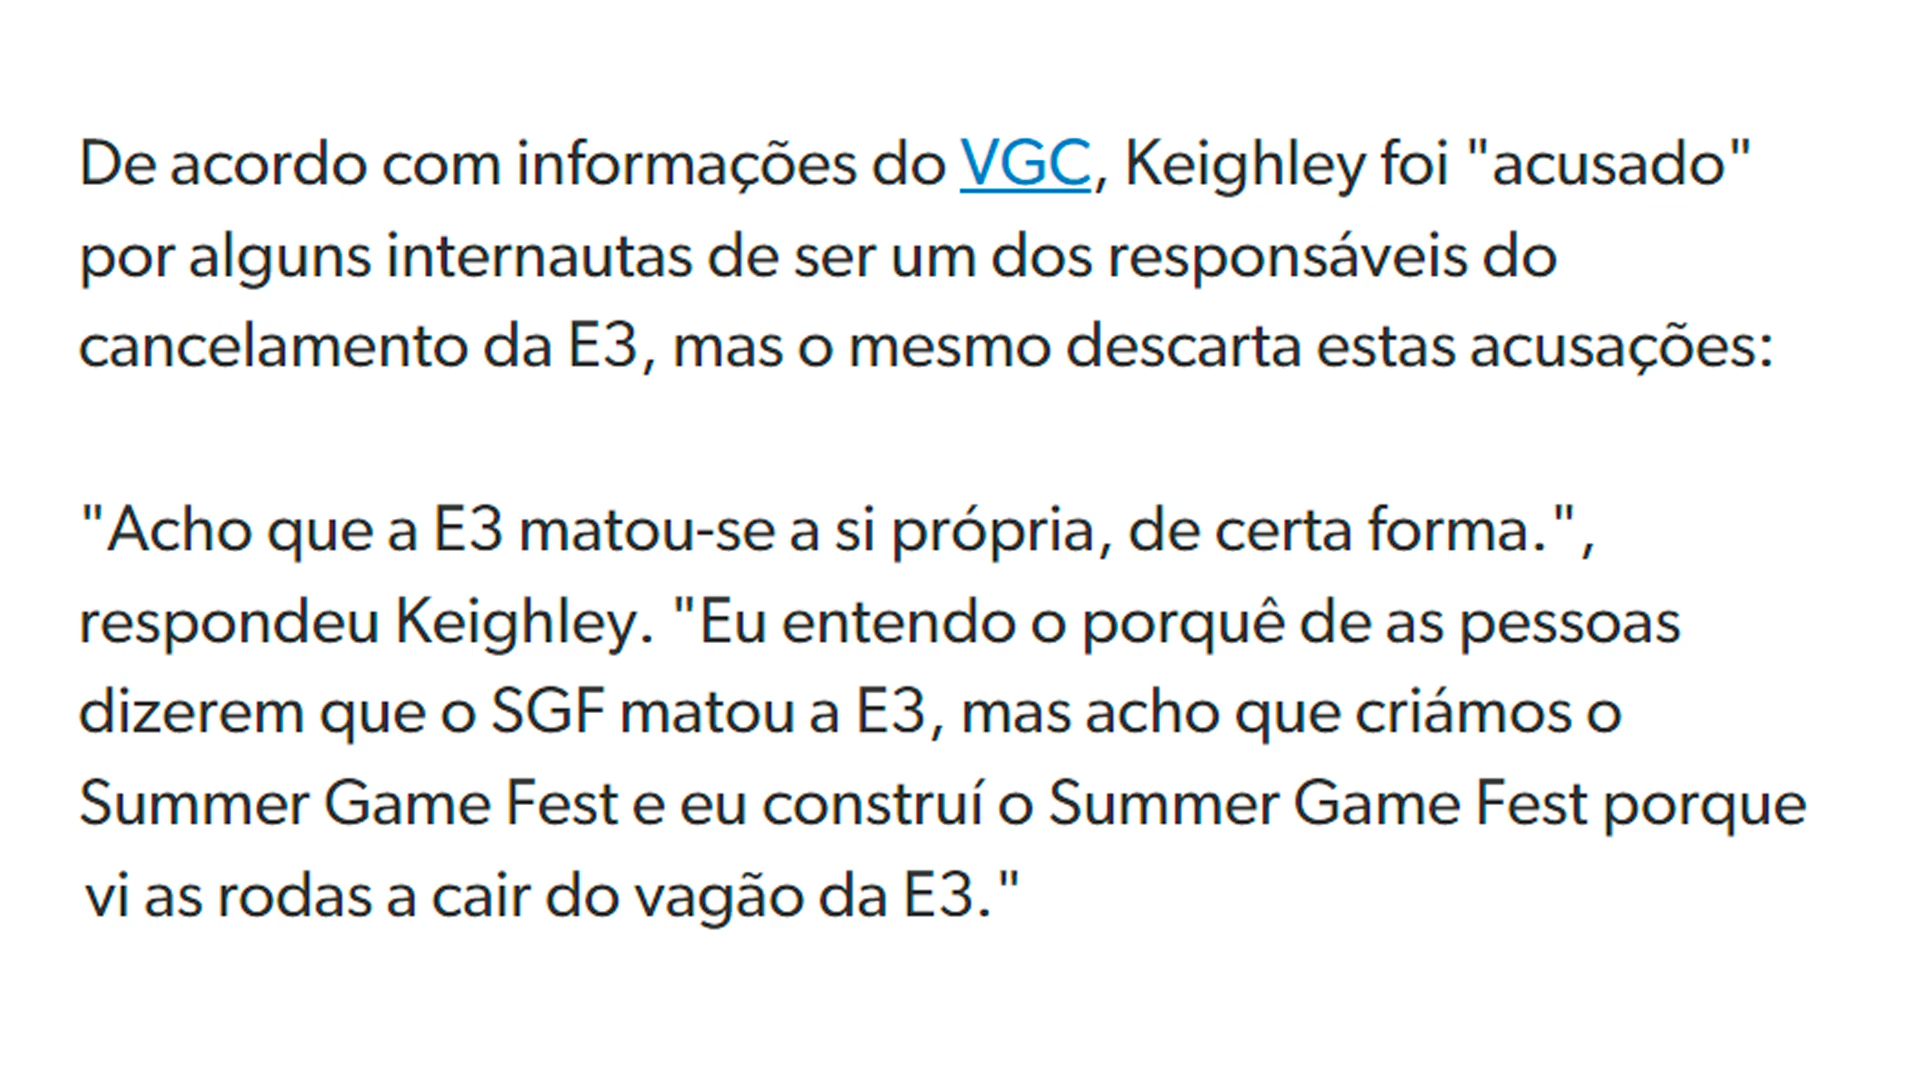 De acordo com informações do VGC, Keighley foi "acusado"
por alguns internautas de ser um dos responsáveis do
cancelamento da E3, mas o mesmo descarta estas acusações:
"Acho que a E3 matou-se a si própria, de certa forma.",
respondeu Keighley. "Eu entendo o porquê de as pessoas
dizerem que o SGF matou a E3, mas acho que criámos o
Summer Game Fest e eu construí o Summer Game Fest porque
vi as rodas a cair do vagão da E3."